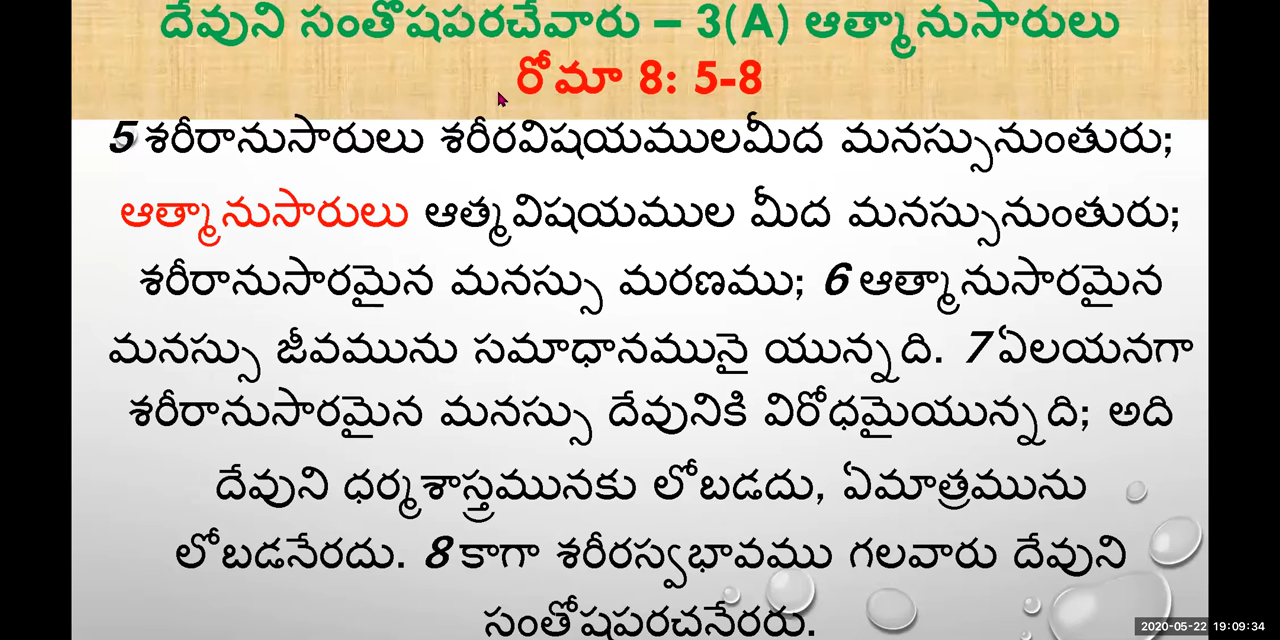 దేవుని సంతోషపరచేవారు – 3(A) ఆత్మానుసారులు
రోమా 8: 5-8
5 శరీరానుసారులు శరీరవిషయములమీద మనస్సునుంతురు;
ఆత్మానుసారులు ఆత్మవిషయముల మీద మనస్సునుంతురు;
శరీరానుసారమైన మనస్సు మరణము; 6 ఆత్మానుసారమైన
మనస్సు జీవమును సమాధానమునై యున్నది. 7 ఏలయనగా
శరీరానుసారమైన మనస్సు దేవునికి విరోధమైయున్నది; అది
దేవుని ధర్మశాస్త్రమునకు లోబడదు, ఏమాత్రమును
లోబడనేరదు. 8 కాగా శరీరస్వభావము గలవారు దేవుని
సంతోషపరచనేరరు.
2020-05-22 19:09:34